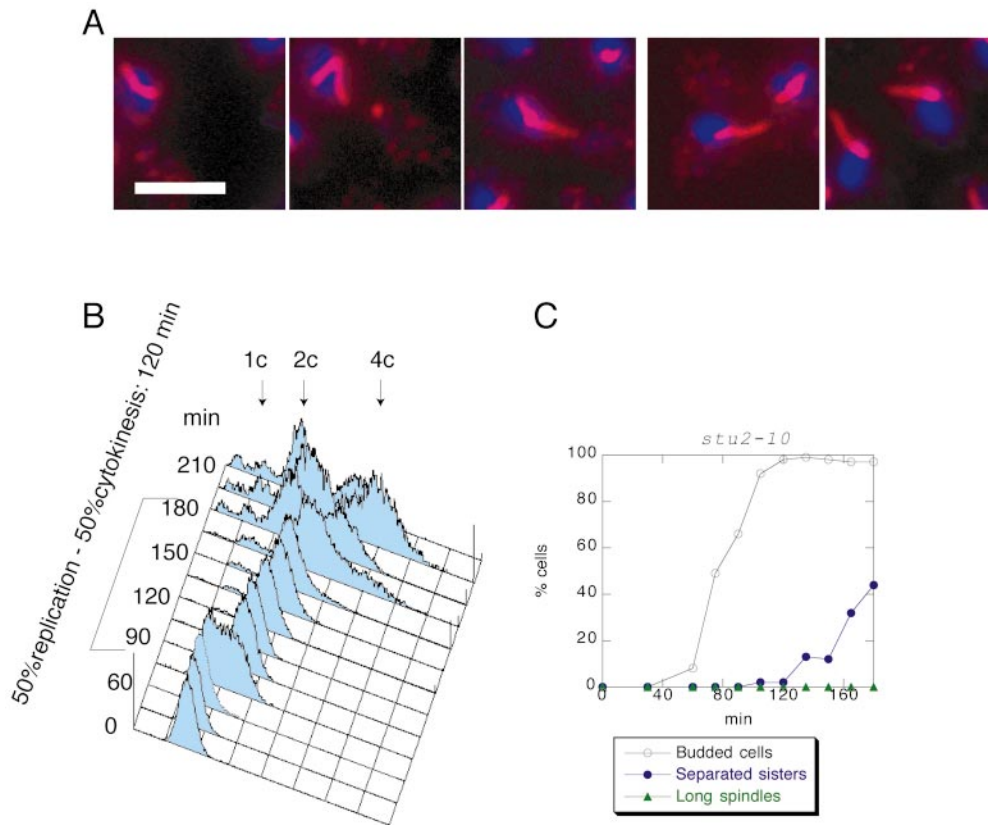 A
B
50%replication - 50%cytokinesis: 120 min
min
1c
2c
4c
210
180
150
120
90
60
0
C
stu2-10
% cells
100
80
60
40
20
0
0
40
80
120
160
min
Budded cells
Separated sisters
Long spindles